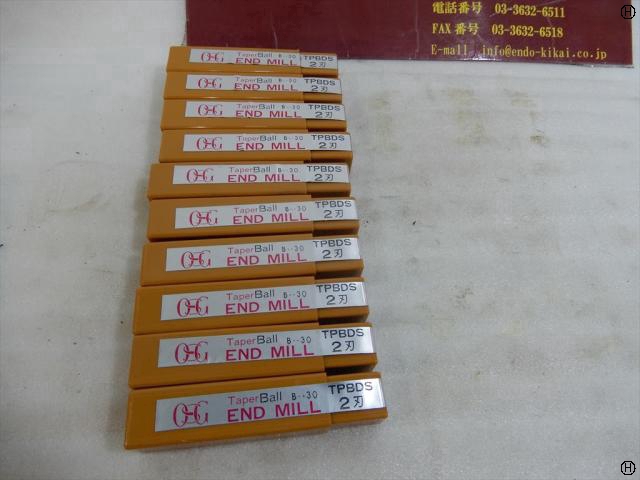 電話番号 03-3632-6511
FAX番号 03-3632-6518
E-mail info@endo-kikai.co.jp
H
OSG TaperBall B--30 TPBDS
END MILL 2刃
OSG TaperBall B--30 TPBDS
END MILL 2刃
OSG TaperBall B--30 TPBDS
END MILL 2刃
OSG TaperBall B--30 TPBDS
END MILL 2刃
OSG TaperBall B--30 TPBDS
END MILL 2刃
OSG TaperBall B--30 TPBDS
END MILL 2刃
OSG TaperBall B--30 TPBDS
END MILL 2刃
OSG TaperBall B--30 TPBDS
END MILL 2刃
OSG TaperBall B--30 TPBDS
END MILL 2刃
OSG TaperBall B--30 TPBDS
END MILL 2刃
H